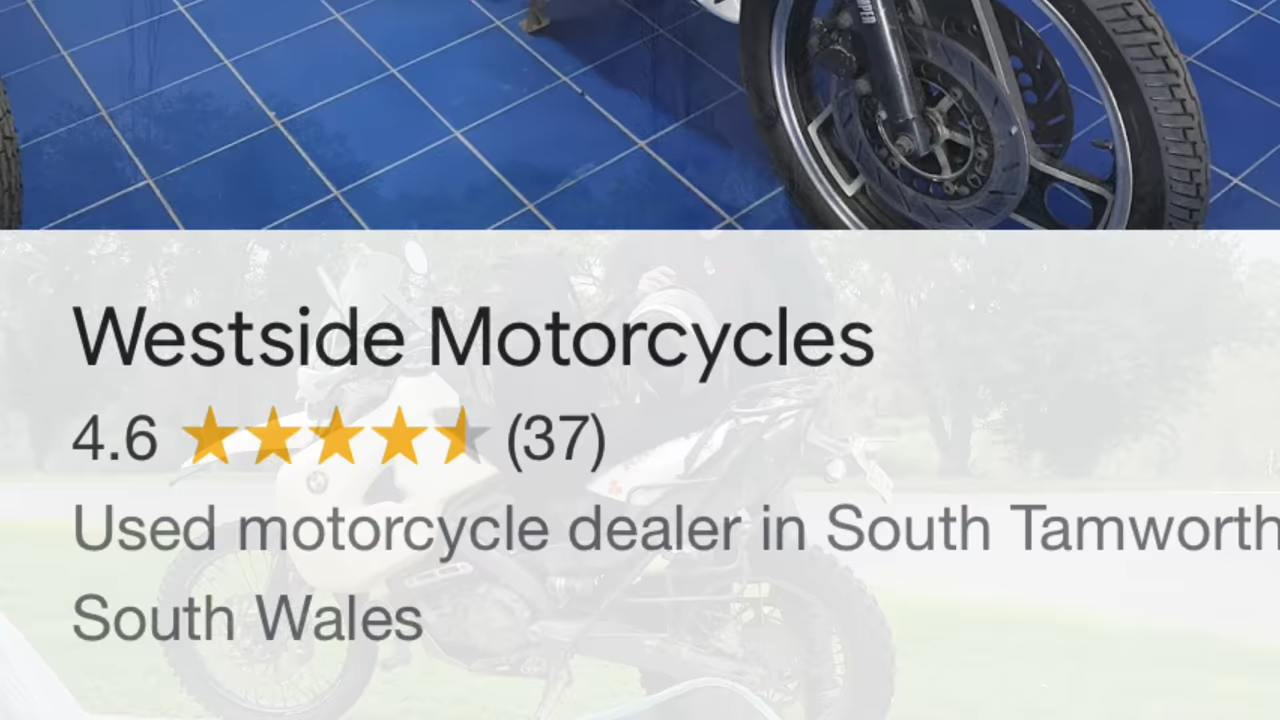 Westside Motorcycles
4.6 (37)
Used motorcycle dealer in South Tamworth
South Wales